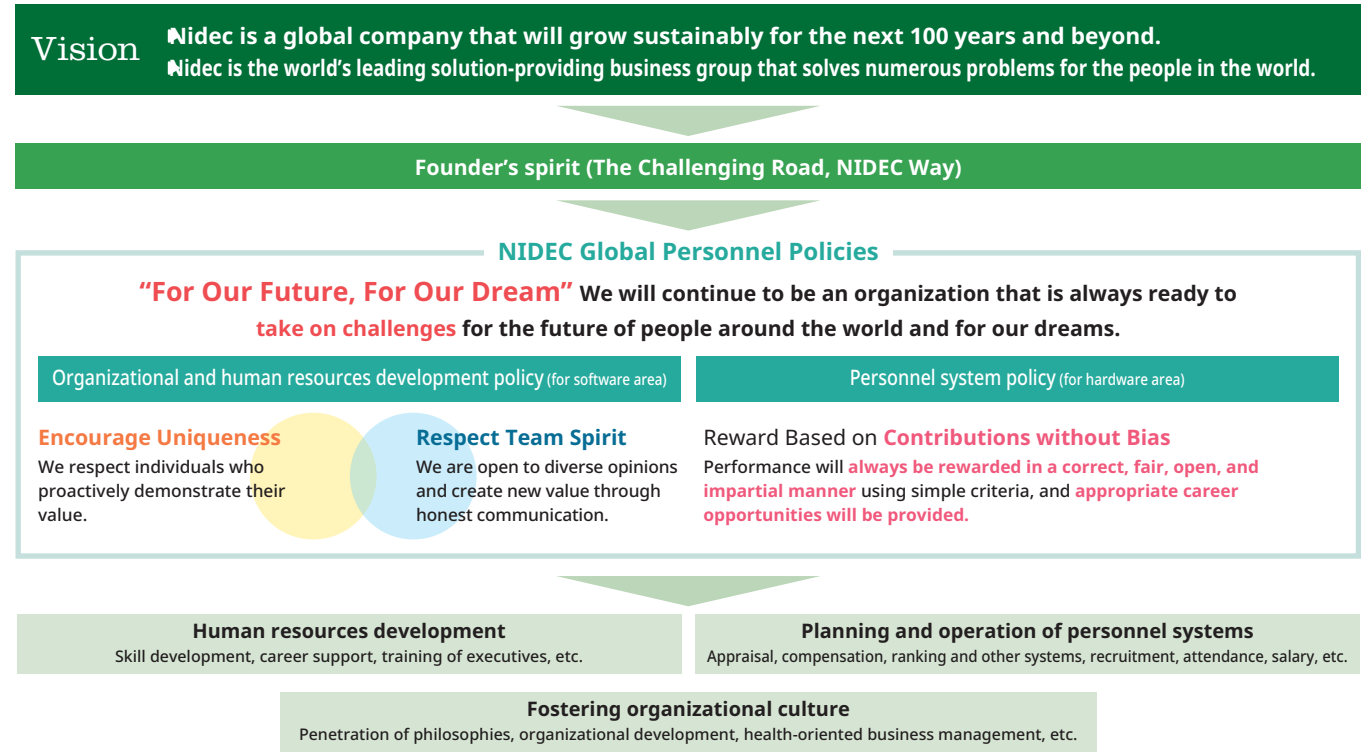 Vision
Nidec is a global company that will grow sustainably for the next 100 years and beyond.
Nidec is the world's leading solution-providing business group that solves numerous problems for the people in the world.
Founder's spirit (The Challenging Road, NIDEC Way)
NIDEC Global Personnel Policies
“For Our Future, For Our Dream” We will continue to be an organization that is always ready to
take on challenges for the future of people around the world and for our dreams.
Organizational and human resources development policy (for software area)
Personnel system policy (for hardware area)
Encourage Uniqueness
We respect individuals who
proactively demonstrate their
value.
Respect Team Spirit
We are open to diverse opinions
and create new value through
honest communication.
Reward Based on Contributions without Bias
Performance will always be rewarded in a correct, fair, open, and
impartial manner using simple criteria, and appropriate career
opportunities will be provided.
Human resources development
Skill development, career support, training of executives, etc.
Planning and operation of personnel systems
Appraisal, compensation, ranking and other systems, recruitment, attendance, salary, etc.
Fostering organizational culture
Penetration of philosophies, organizational development, health-oriented business management, etc.